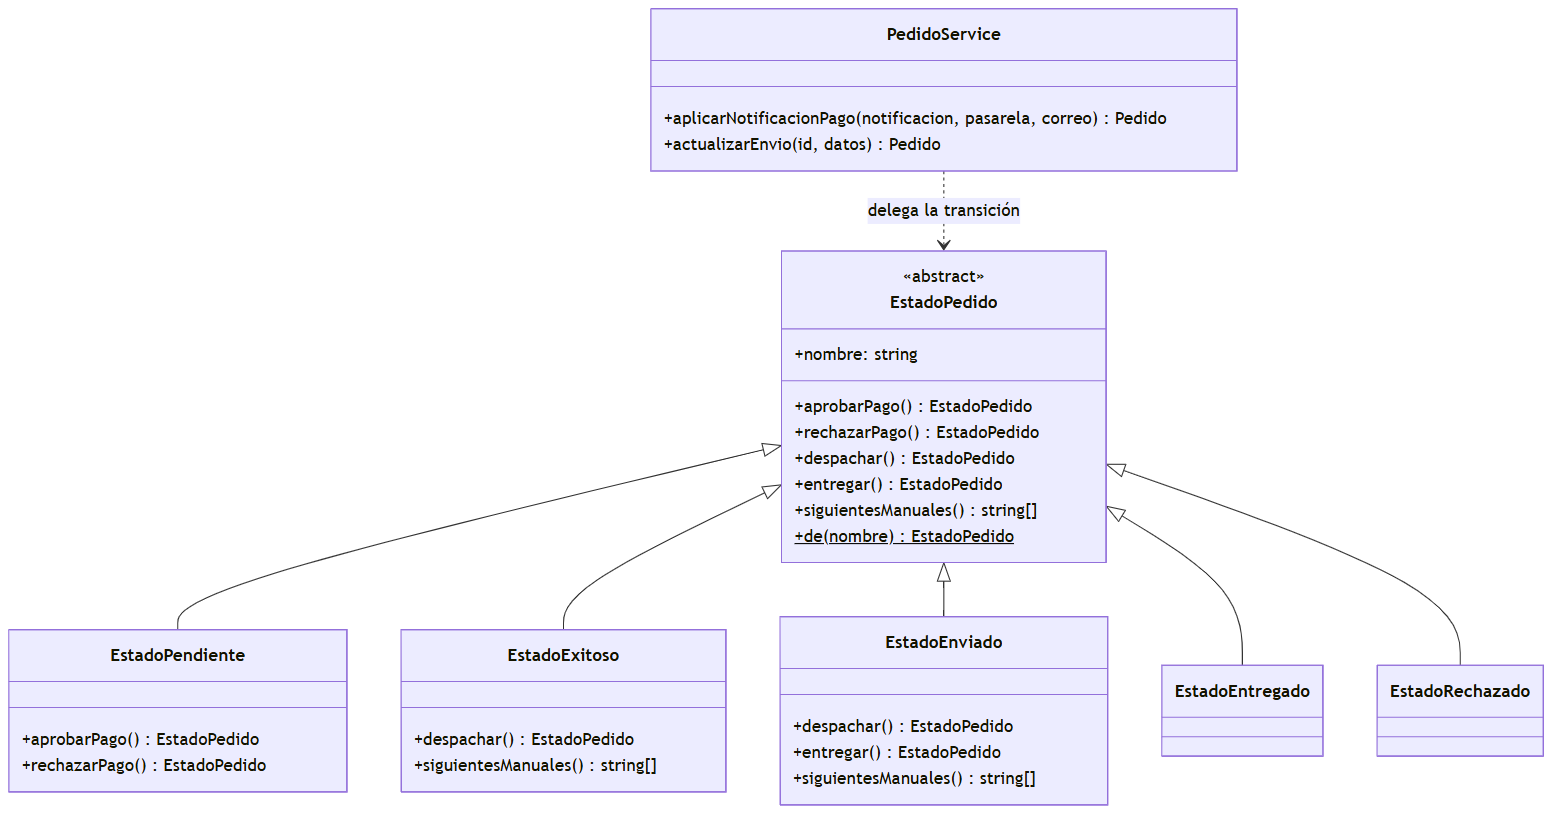 PedidoService
+aplicarNotificacionPago(notificacion, pasarela, correo) : Pedido
+actualizarEnvio(id, datos) : Pedido
delega la transición
«abstract»
EstadoPedido
+nombre: string
+aprobarPago() : EstadoPedido
+rechazarPago() : EstadoPedido
+despachar() : EstadoPedido
+entregar() : EstadoPedido
+siguientesManuales() : string[]
+de(nombre) : EstadoPedido
EstadoPendiente
+aprobarPago() : EstadoPedido
+rechazarPago() : EstadoPedido
EstadoExitoso
+despachar() : EstadoPedido
+siguientesManuales() : string[]
EstadoEnviado
+despachar() : EstadoPedido
+entregar() : EstadoPedido
+siguientesManuales() : string[]
EstadoEntregado
EstadoRechazado